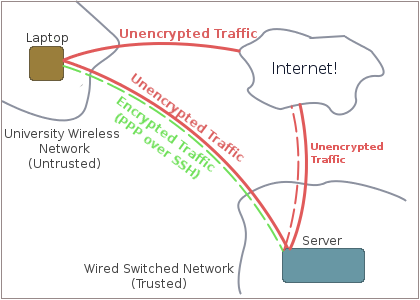 Unencrypted Traffic
Laptop
Internet!
Unencrypted Traffic
Encrypted Traffic
(PPP over SSH)
University Wireless
Network
(Untrusted)
Unencrypted
Traffic
Server
Wired Switched Network
(Trusted)